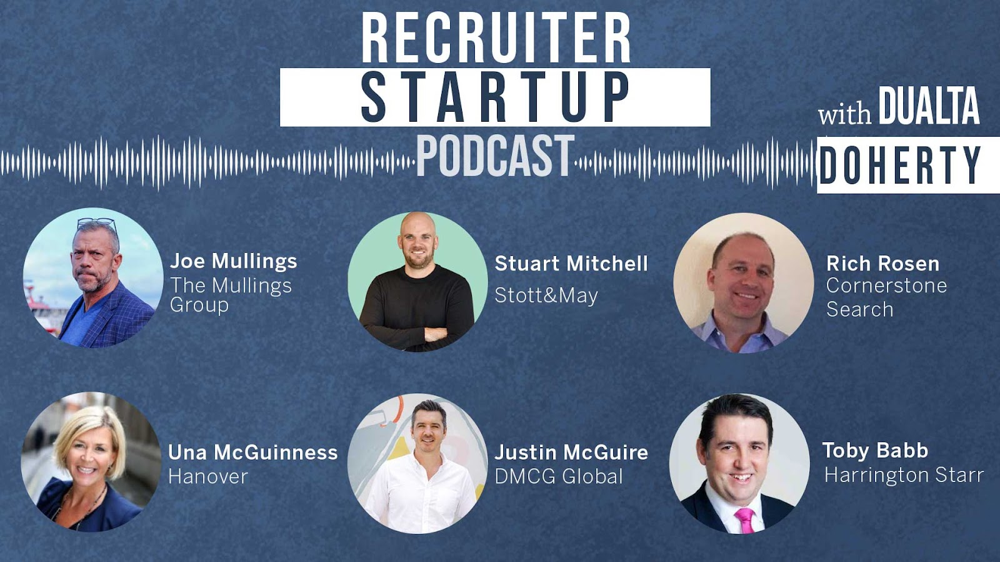 RECRUITER
STARTUP
PODCAST
with DUALTA
DOHERTY
Joe Mullings
The Mullings
Group
Stuart Mitchell
Stott&May
Rich Rosen
Cornerstone
Search
Una McGuinness
Hanover
Justin McGuire
DMCG Global
Toby Babb
Harrington Starr